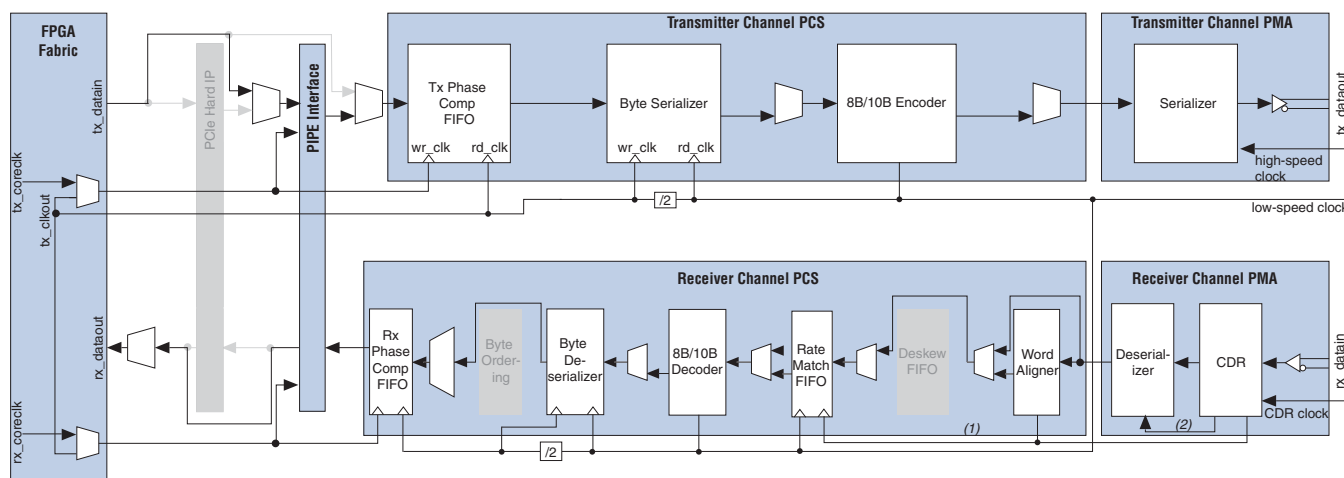 FPGA
Fabric
Transmitter Channel PCS
Transmitter Channel PMA
tx_datain
PCIe Hard IP
PIPE Interface
Tx Phase
Comp
FIFO
wr_clk
rd_clk
Byte Serializer
wr_clk
rd_clk
8B/10B Encoder
Serializer
tx_dataout
high-speed
clock
tx_coreclk
tx_clkout
/2
low-speed clock
Receiver Channel PCS
Receiver Channel PMA
rx_dataout
Rx
Phase
Comp
FIFO
Byte
Order-
ing
Byte
De-
serializer
8B/10B
Decoder
Rate
Match
FIFO
Deskew
FIFO
Word
Aligner
Deserial-
izer
CDR
rx_datain
CDR clock
rx_coreclk
/2
(1)
(2)